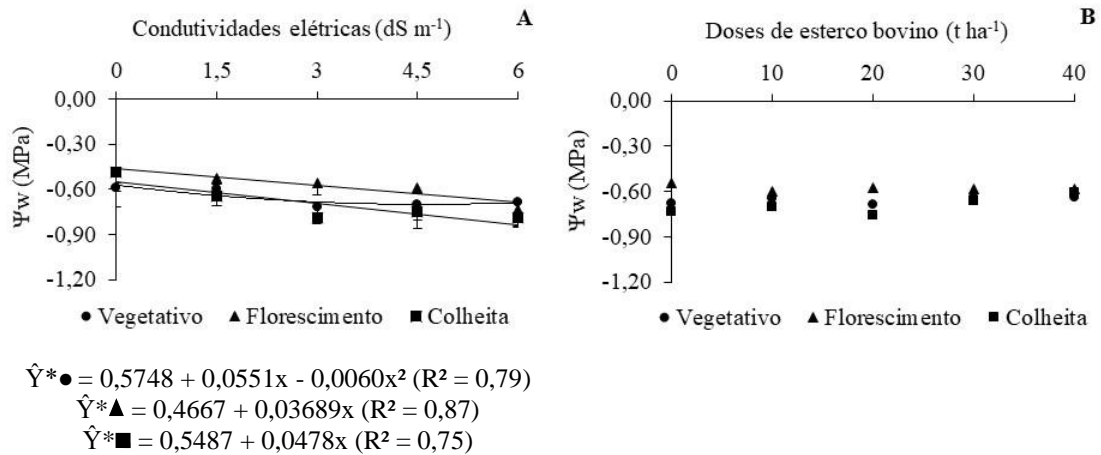 A
Condutividades elétricas (dS m⁻¹)
0 1,5 3 4,5 6
0,00
-0,30
-0,60
-0,90
-1,20
Ψw (MPa)
● Vegetativo ▲ Florescimento ■ Colheita
B
Doses de esterco bovino (t ha⁻¹)
0 10 20 30 40
0,00
-0,30
-0,60
-0,90
-1,20
Ψw (MPa)
● Vegetativo ▲ Florescimento ■ Colheita
Ŷ*● = 0,5748 + 0,0551x - 0,0060x² (R² = 0,79)
Ŷ*▲ = 0,4667 + 0,03689x (R² = 0,87)
Ŷ*■ = 0,5487 + 0,0478x (R² = 0,75)